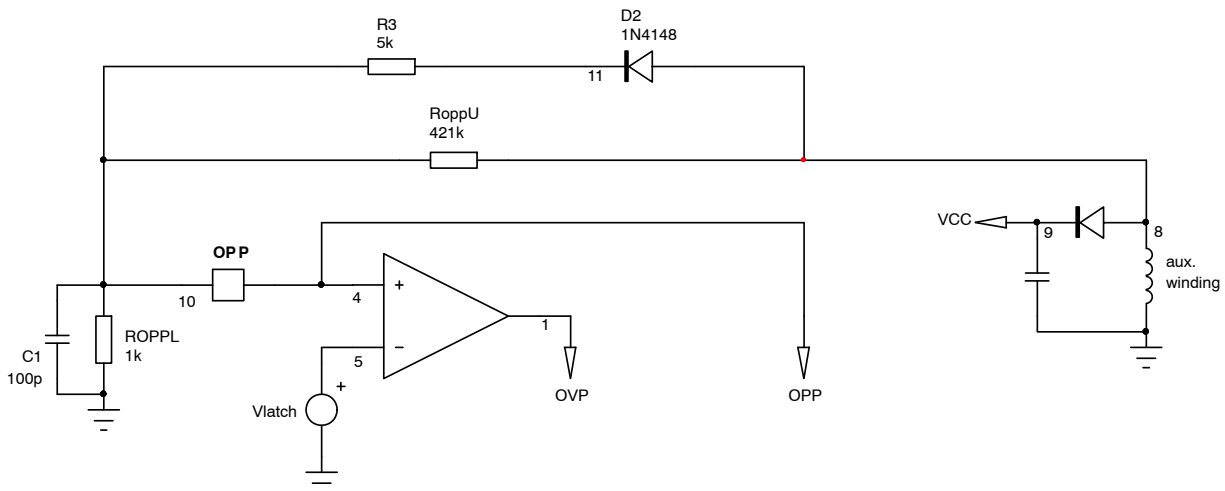 D2
1N4148
R3
5k
11
RoppU
421k
VCC
9
8
aux.
winding
OPP
10
4
+
1
5
–
ROPPL
1k
C1
100p
+
Vlatch
OVP
OPP